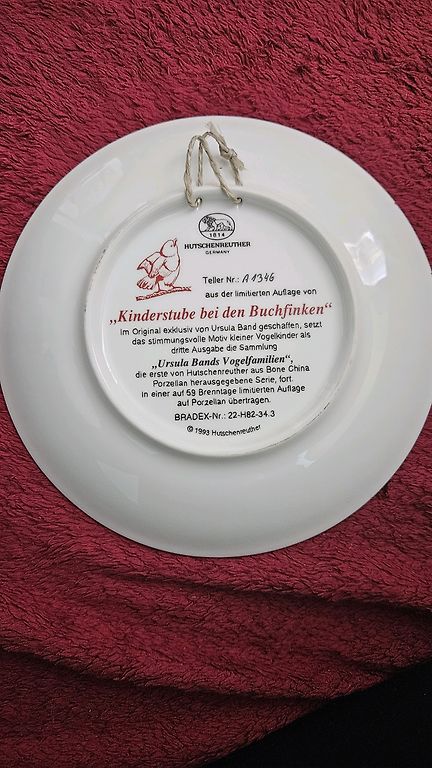 1814
HUTSCHENREUTHER
GERMANY
Teller Nr.: A 1346
aus der limitierten Auflage von
„Kinderstube bei den Buchfinken“
Im Original exklusiv von Ursula Band geschaffen, setzt
das stimmungsvolle Motiv kleiner Vogelkinder als
dritte Ausgabe die Sammlung
„Ursula Bands Vogelfamilien“,
die erste von Hutschenreuther aus Bone China
Porzellan herausgegebene Serie, fort.
In einer auf 59 Brenntage limitierten Auflage
auf Porzellan übertragen.
BRADEX-Nr.: 22-H82-34.3
© 1993 Hutschenreuther